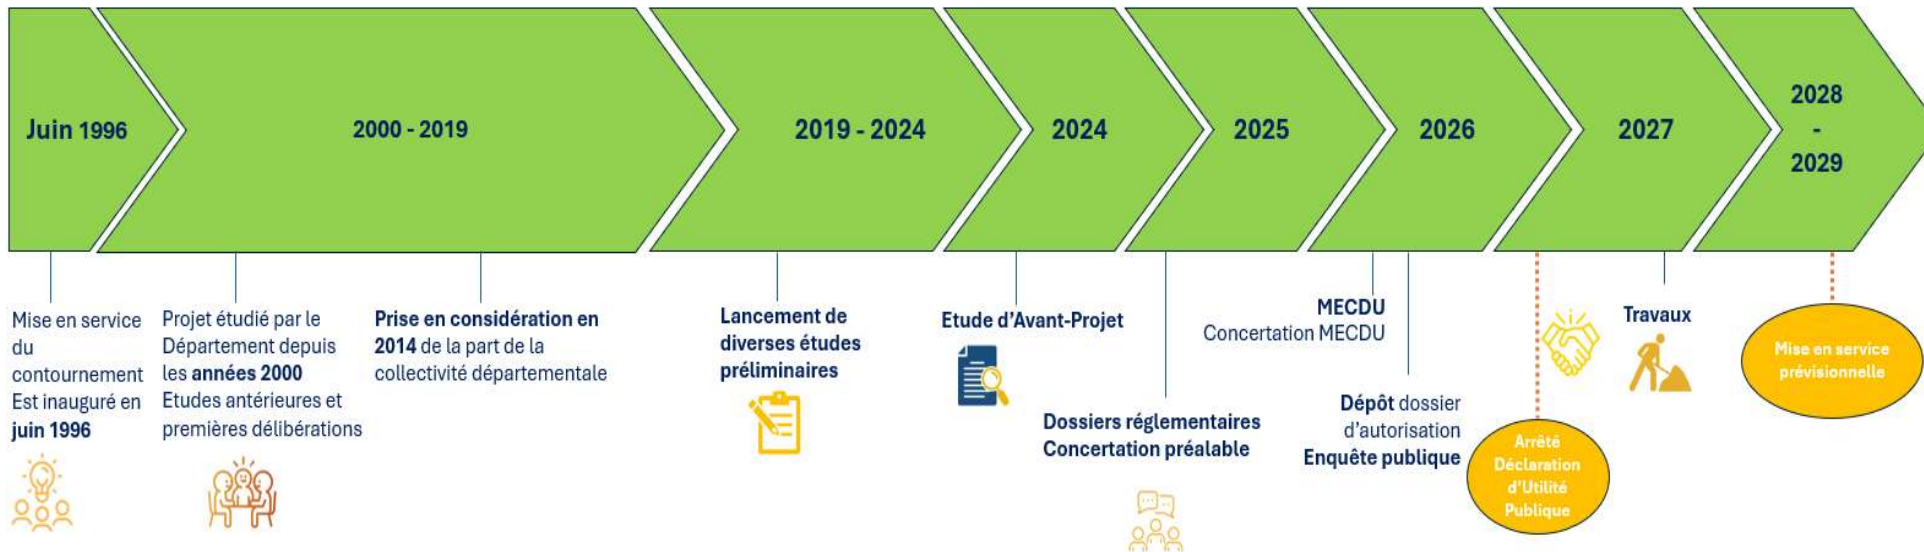 Juin 1996
2000 - 2019
2019 - 2024
2024
2025
2026
2027
2028
-
2029
Mise en service
du
contournement
Est inauguré en
juin 1996
Projet étudié par le
Département depuis
les années 2000
Etudes antérieures et
premières délibérations
Prise en considération en
2014 de la part de la
collectivité départementale
Lancement de
diverses études
préliminaires
Etude d’Avant-Projet
Dossiers réglementaires
Concertation préalable
MECDU
Concertation MECDU
Dépôt dossier
d’autorisation
Enquête publique
Arrêté
Déclaration
d’Utilité
Publique
Travaux
Mise en service
prévisionnelle